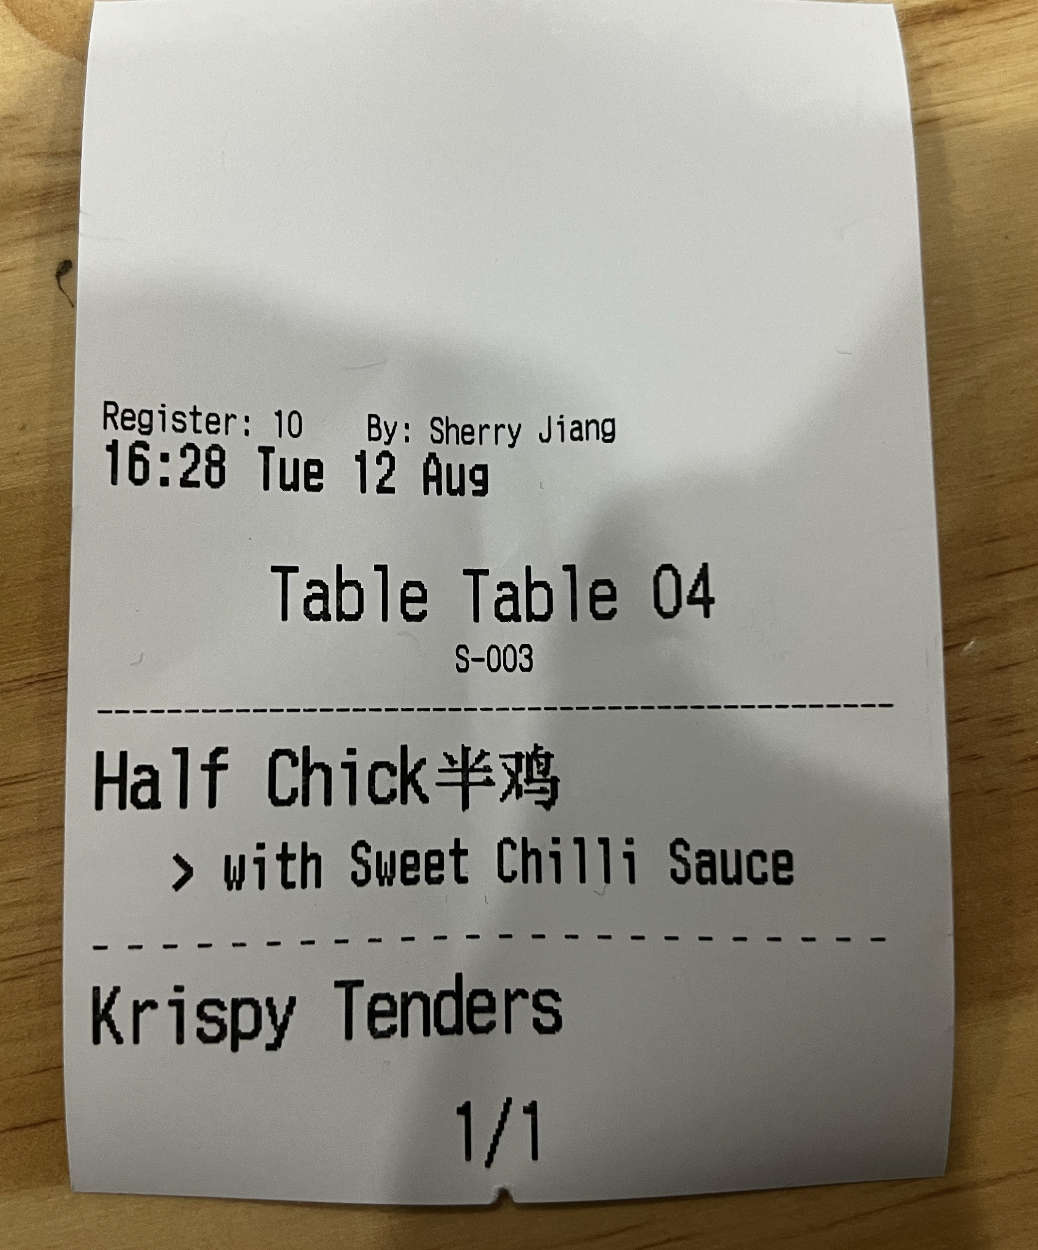 Register: 10 By: Sherry Jiang
16:28 Tue 12 Aug
Table Table 04
S-003
Half Chick半鸡
> with Sweet Chilli Sauce
Krispy Tenders
1/1